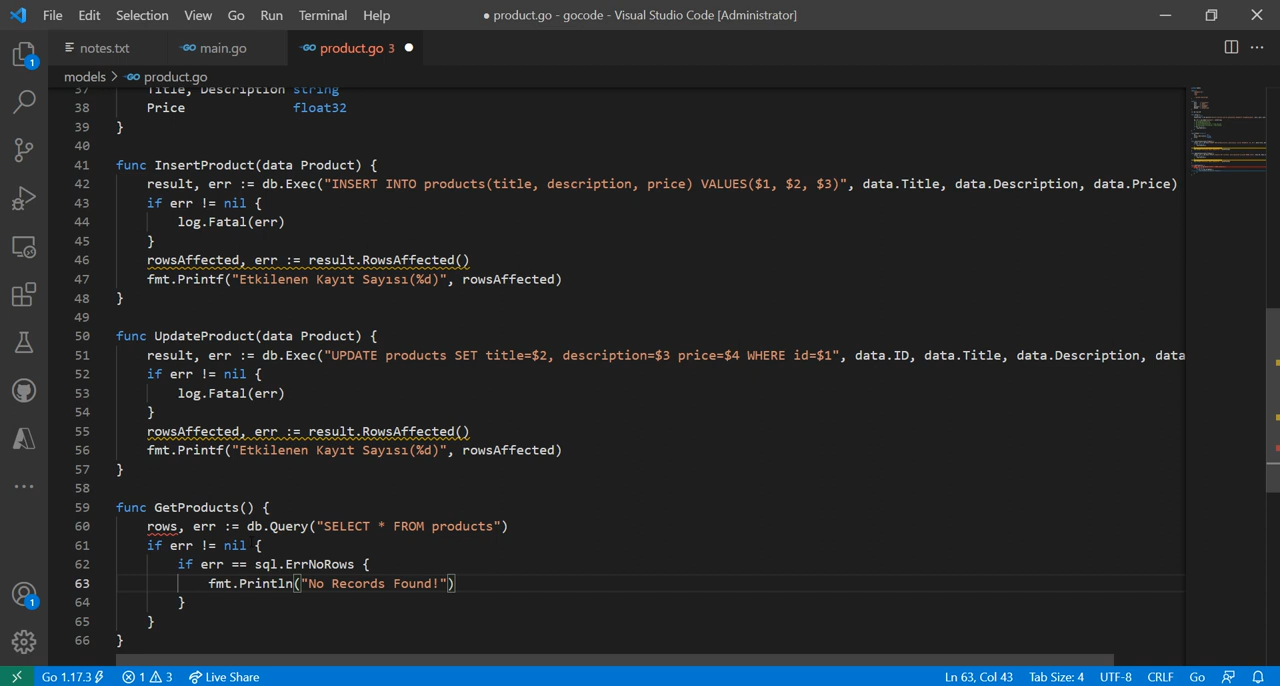 File Edit Selection View Go Run Terminal Help ● product.go - gocode - Visual Studio Code [Administrator]
notes.txt main.go product.go 3 ●
models > product.go
37 Title, Description string
38 Price float32
39 }
40
41 func InsertProduct(data Product) {
42 result, err := db.Exec("INSERT INTO products(title, description, price) VALUES($1, $2, $3)", data.Title, data.Description, data.Price)
43 if err != nil {
44 log.Fatal(err)
45 }
46 rowsAffected, err := result.RowsAffected()
47 fmt.Printf("Etkilenen Kayıt Sayısı(%d)", rowsAffected)
48 }
49
50 func UpdateProduct(data Product) {
51 result, err := db.Exec("UPDATE products SET title=$2, description=$3 price=$4 WHERE id=$1", data.ID, data.Title, data.Description, data
52 if err != nil {
53 log.Fatal(err)
54 }
55 rowsAffected, err := result.RowsAffected()
56 fmt.Printf("Etkilenen Kayıt Sayısı(%d)", rowsAffected)
57 }
58
59 func GetProducts() {
60 rows, err := db.Query("SELECT * FROM products")
61 if err != nil {
62 if err == sql.ErrNoRows {
63 fmt.Println("No Records Found!")
64 }
65 }
66 }
1
1
Go 1.17.3 1 3 Live Share Ln 63, Col 43 Tab Size: 4 UTF-8 CRLF Go